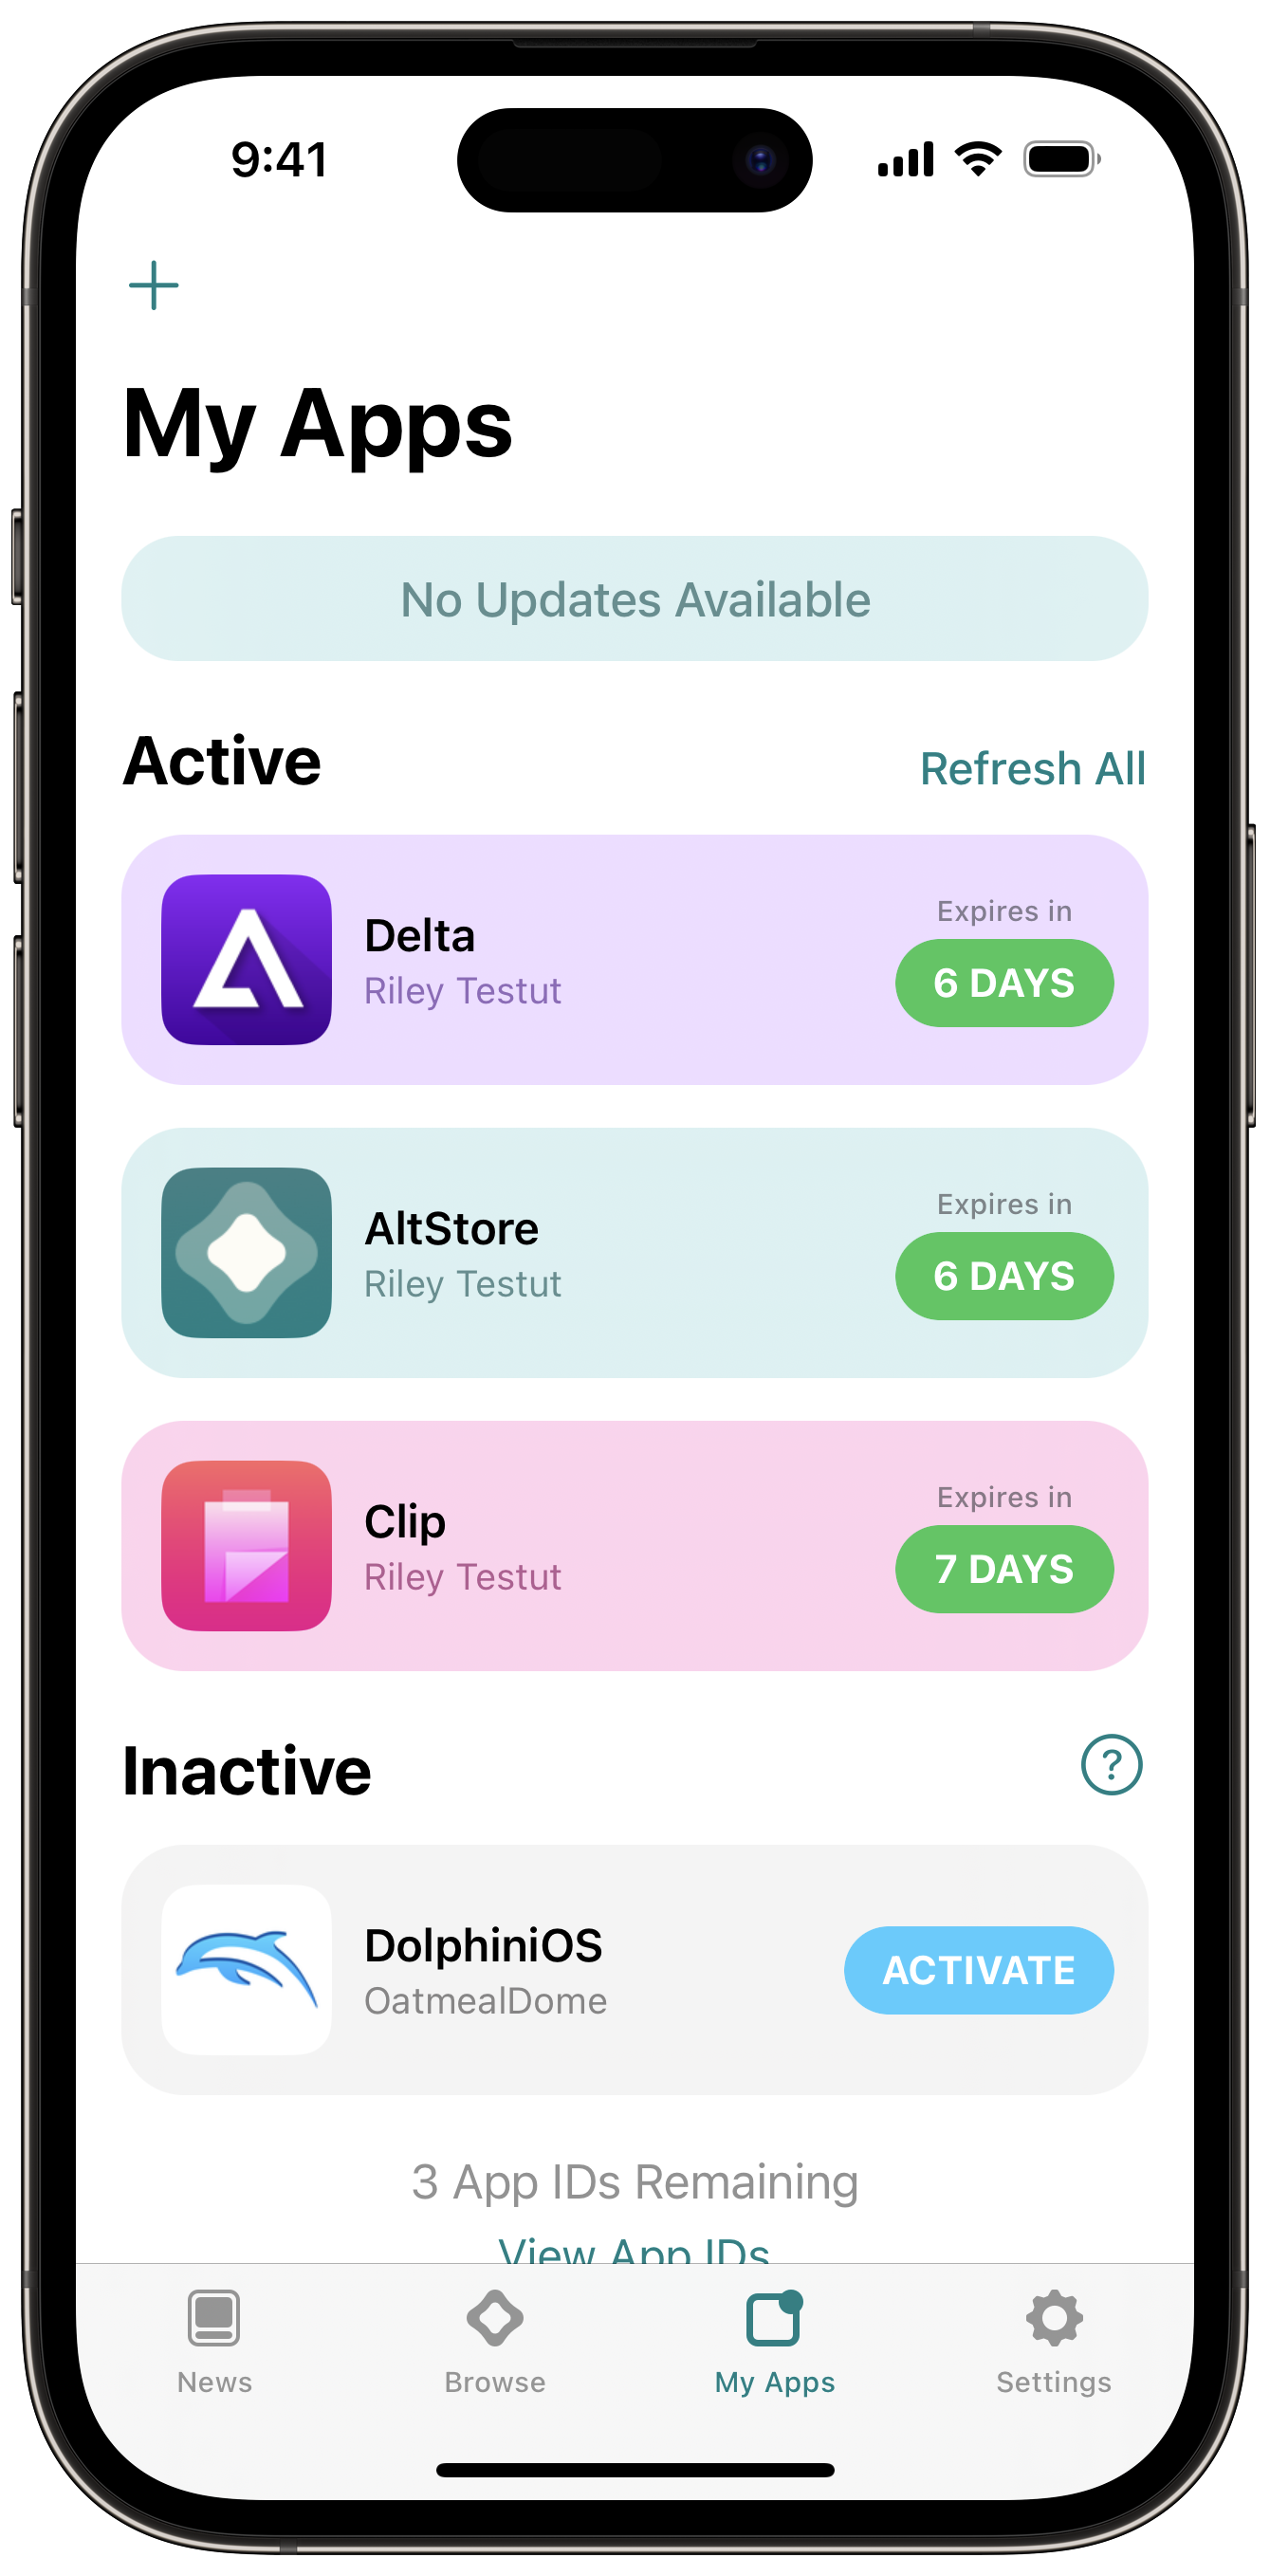 9:41
My Apps
No Updates Available
Active
Refresh All
Delta
Riley Testut
Expires in
6 DAYS
AltStore
Riley Testut
Expires in
6 DAYS
Clip
Riley Testut
Expires in
7 DAYS
Inactive
?
DolphiniOS
OatmealDome
ACTIVATE
3 App IDs Remaining
View App IDs
News
Browse
My Apps
Settings